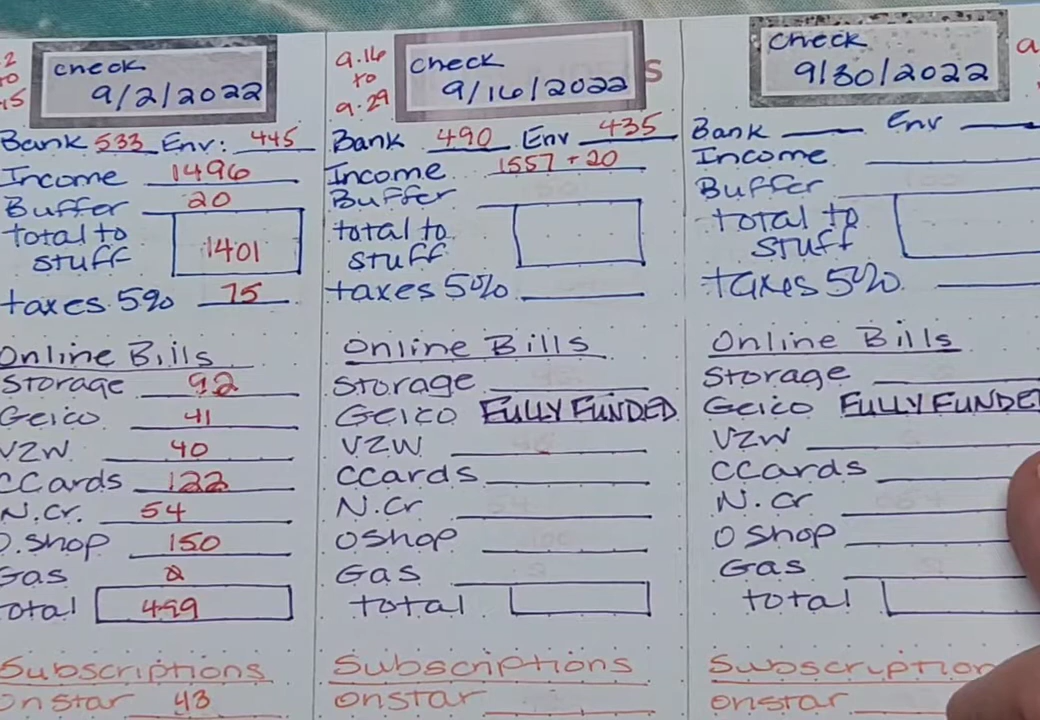 check
9/2/2022
Bank 533 Env: 445
Income 1496
Buffer 20
Total to
stuff 1401
taxes 5% 75
Online Bills
Storage 92
Geico 41
VZW 40
CCards 122
N.Cr. 54
O.Shop 150
Gas
Total 499
Subscriptions
Onstar 43
9.16
to
9.29
check
9/16/2022
S
Bank 490 Env 435
Income 1557 + 20
Buffer
total to
stuff
taxes 5%
Online Bills
Storage
Geico FULLY FUNDED
VZW
CCards
N.Cr
OShop
Gas
total
Subscriptions
onstar
check
9/30/2022
Bank Env
Income
Buffer
total to
stuff
taxes 5%
Online Bills
Storage
Geico FULLY FUNDE
VZW
CCards
N.Cr
O Shop
Gas
total
Subscription
onstar